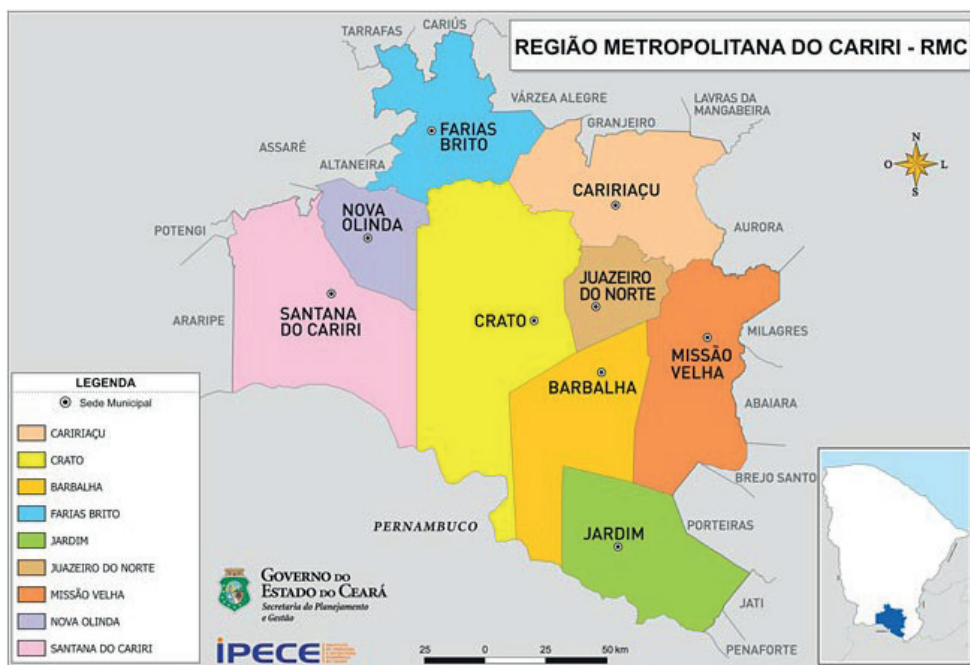 REGIÃO METROPOLITANA DO CARIRI - RMC
CARIÚS
TARRAFAS
VÁRZEA ALEGRE
LAVRAS DA
MANGABEIRA
GRANJEIRO
FARIAS
BRITO
ASSARÉ
ALTANEIRA
N
O
L
S
CARIRIAÇU
NOVA
OLINDA
POTENGI
AURORA
JUAZEIRO
DO NORTE
SANTANA
DO CARIRI
ARARIPE
CRATO
MILAGRES
MISSÃO
VELHA
BARBALHA
ABAIARA
BREJO SANTO
PERNAMBUCO
PORTEIRAS
JARDIM
JATI
PENAFORTE
LEGENDA
Sede Municipal
CARIRIAÇU
CRATO
BARBALHA
FARIAS BRITO
JARDIM
JUAZEIRO DO NORTE
MISSÃO VELHA
NOVA OLINDA
SANTANA DO CARIRI
GOVERNO DO
ESTADO DO CEARÁ
Secretaria do Planejamento
e Gestão
IPECE
25 0 25 50 km